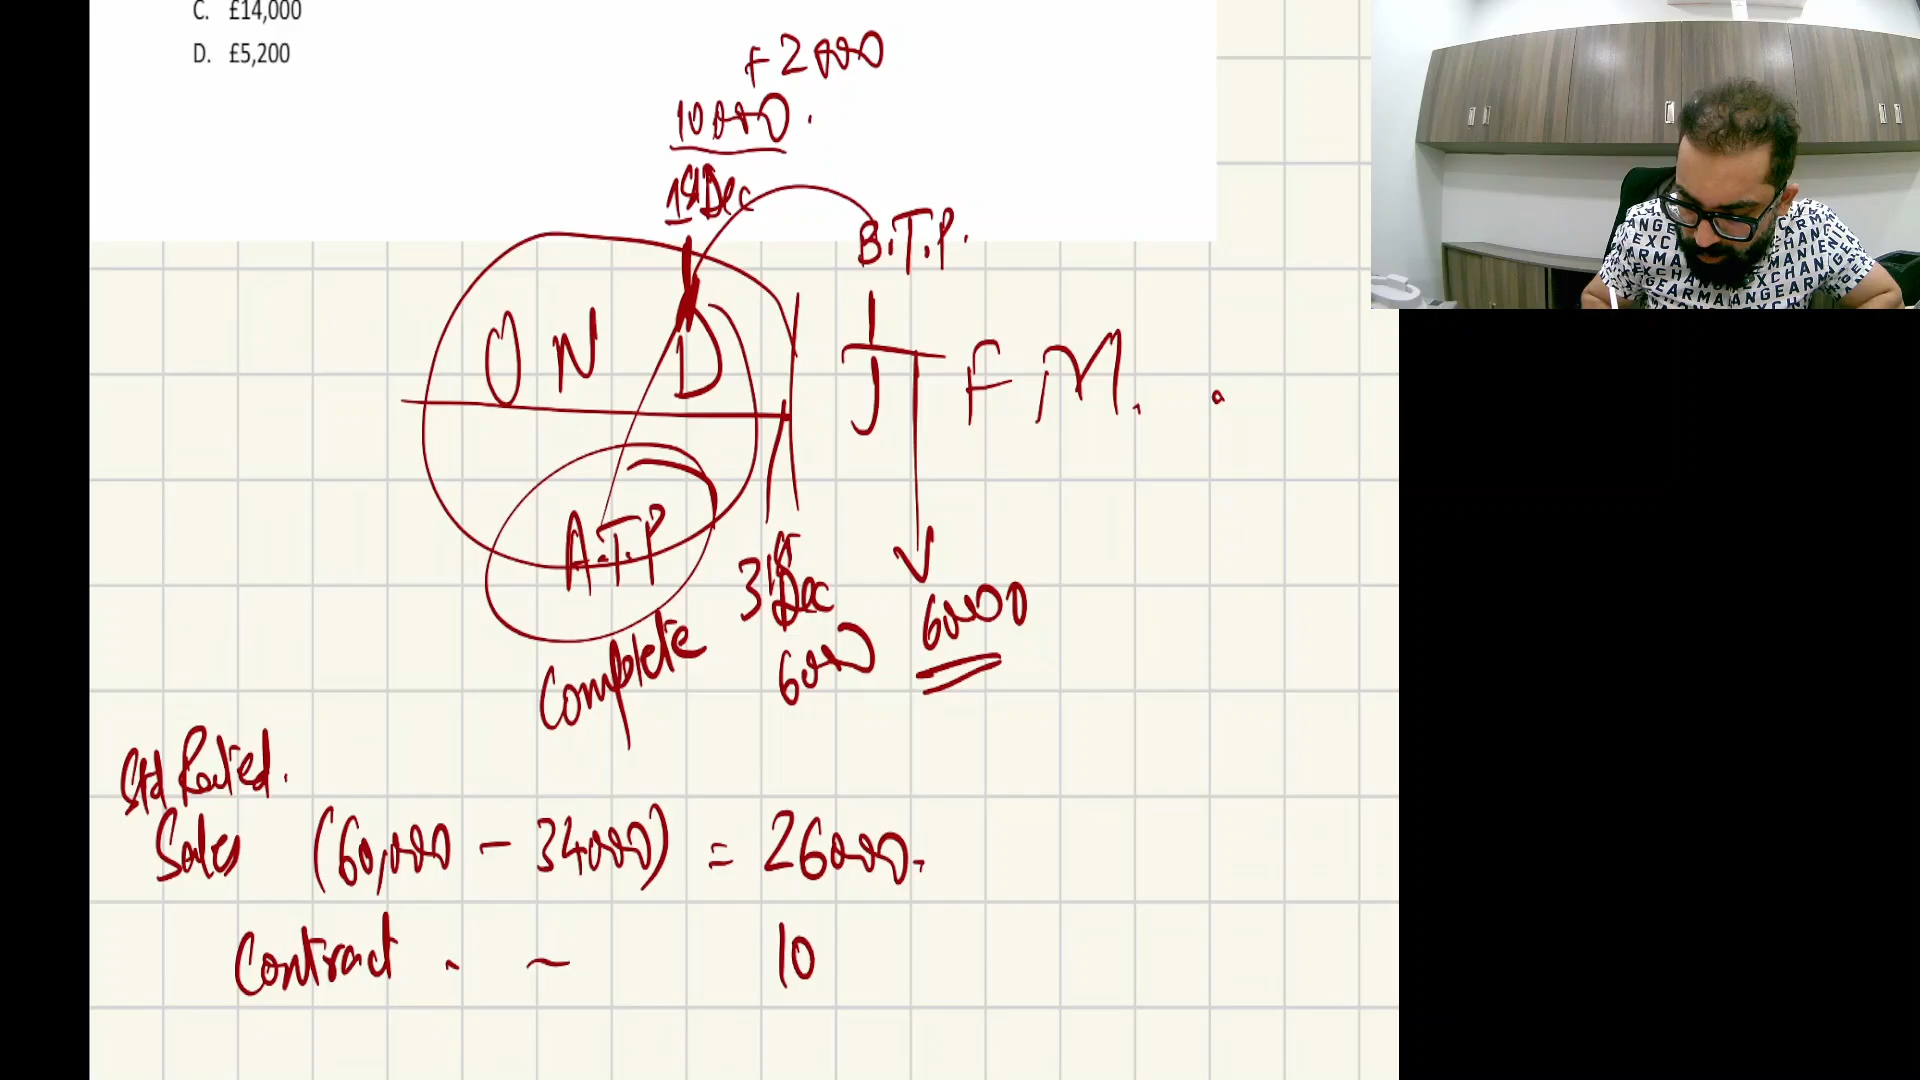 C. £14,000
D. £5,200
+2000
10000.
1st Dec
B.T.P.
O N D J F M.
A.T.P
31st Dec
6000
6000
Complete
Std Rated.
Sales (60,000 - 34000) = 26000.
Contract . ~ 10